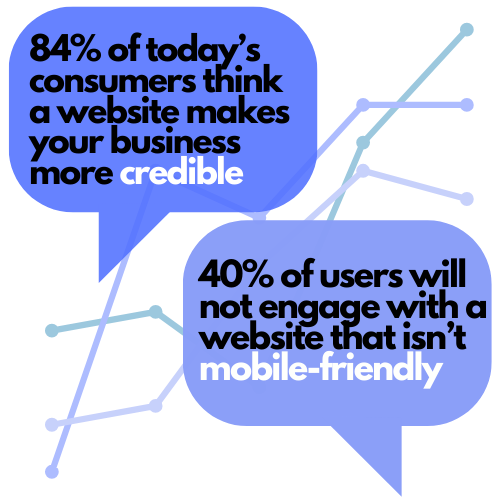 84% of today's
consumers think
a website makes
your business
more credible
40% of users will
not engage with a
website that isn't
mobile-friendly